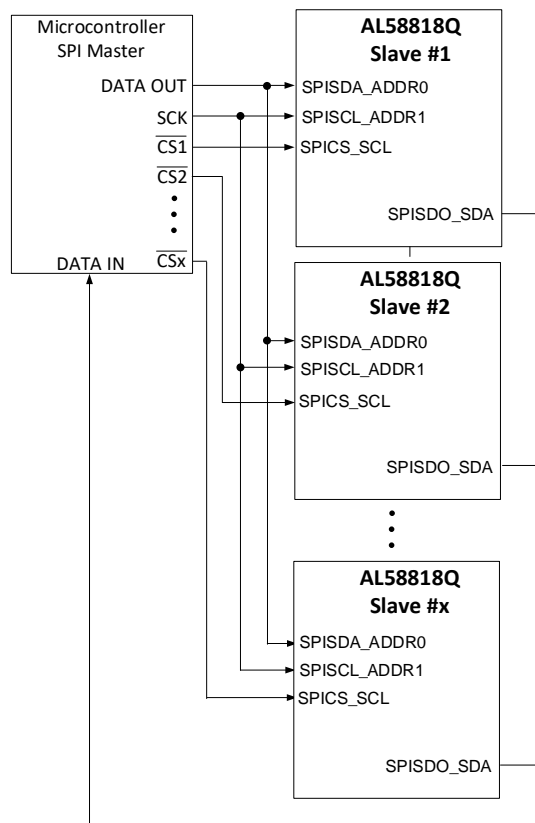 Microcontroller
SPI Master
DATA OUT
SCK
CS1
CS2
CSx
DATA IN
AL58818Q
Slave #1
SPISDA_ADDR0
SPISCL_ADDR1
SPICS_SCL
SPISDO_SDA
AL58818Q
Slave #2
SPISDA_ADDR0
SPISCL_ADDR1
SPICS_SCL
SPISDO_SDA
AL58818Q
Slave #x
SPISDA_ADDR0
SPISCL_ADDR1
SPICS_SCL
SPISDO_SDA